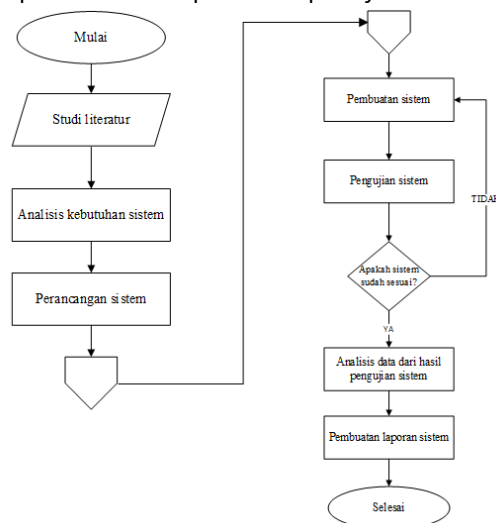 Mulai
Studi literatur
Analisis kebutuhan sistem
Perancangan sistem
Pembuatan sistem
Pengujian sistem
TIDAK
Apakah sistem
sudah sesuai?
YA
Analisis data dari hasil
pengujian sistem
Pembuatan laporan sistem
Selesai